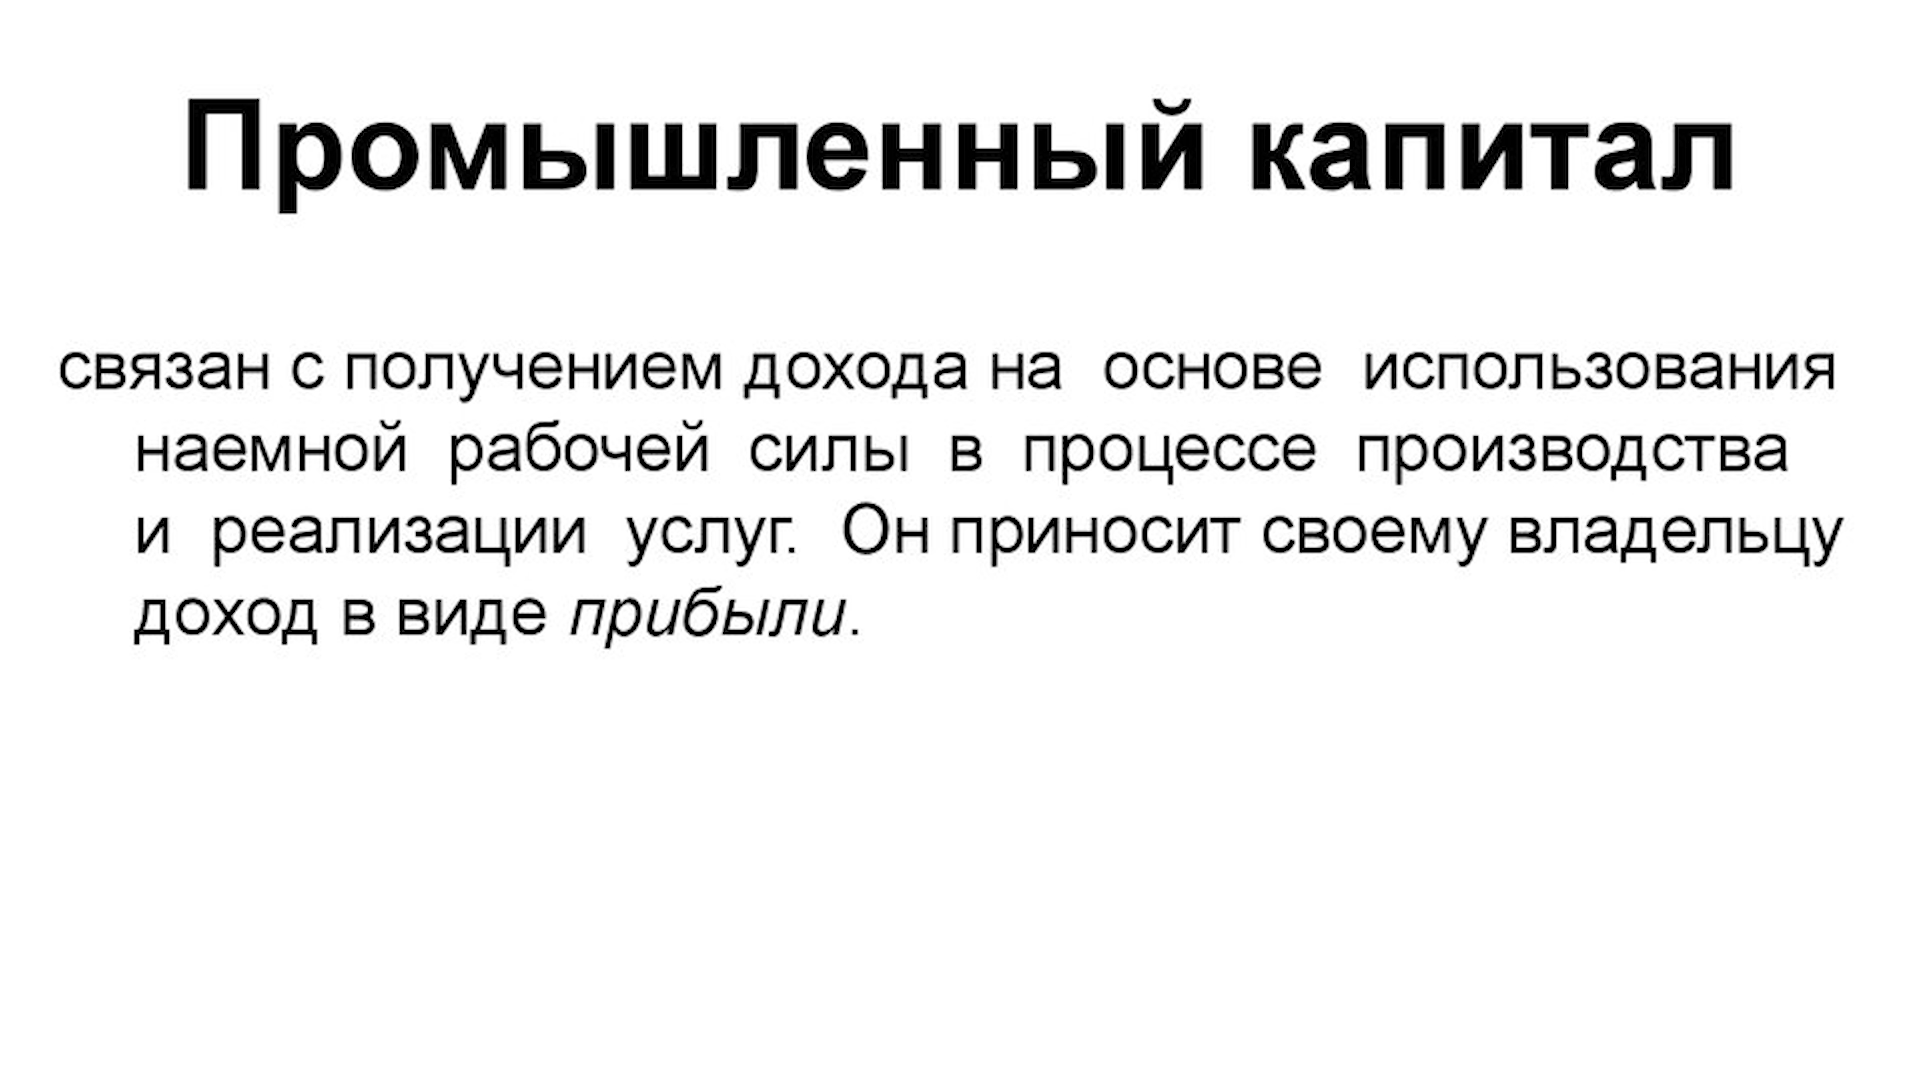 Промышленный капитал
связан с получением дохода на основе использования
наемной рабочей силы в процессе производства
и реализации услуг. Он приносит своему владельцу
доход в виде прибыли.